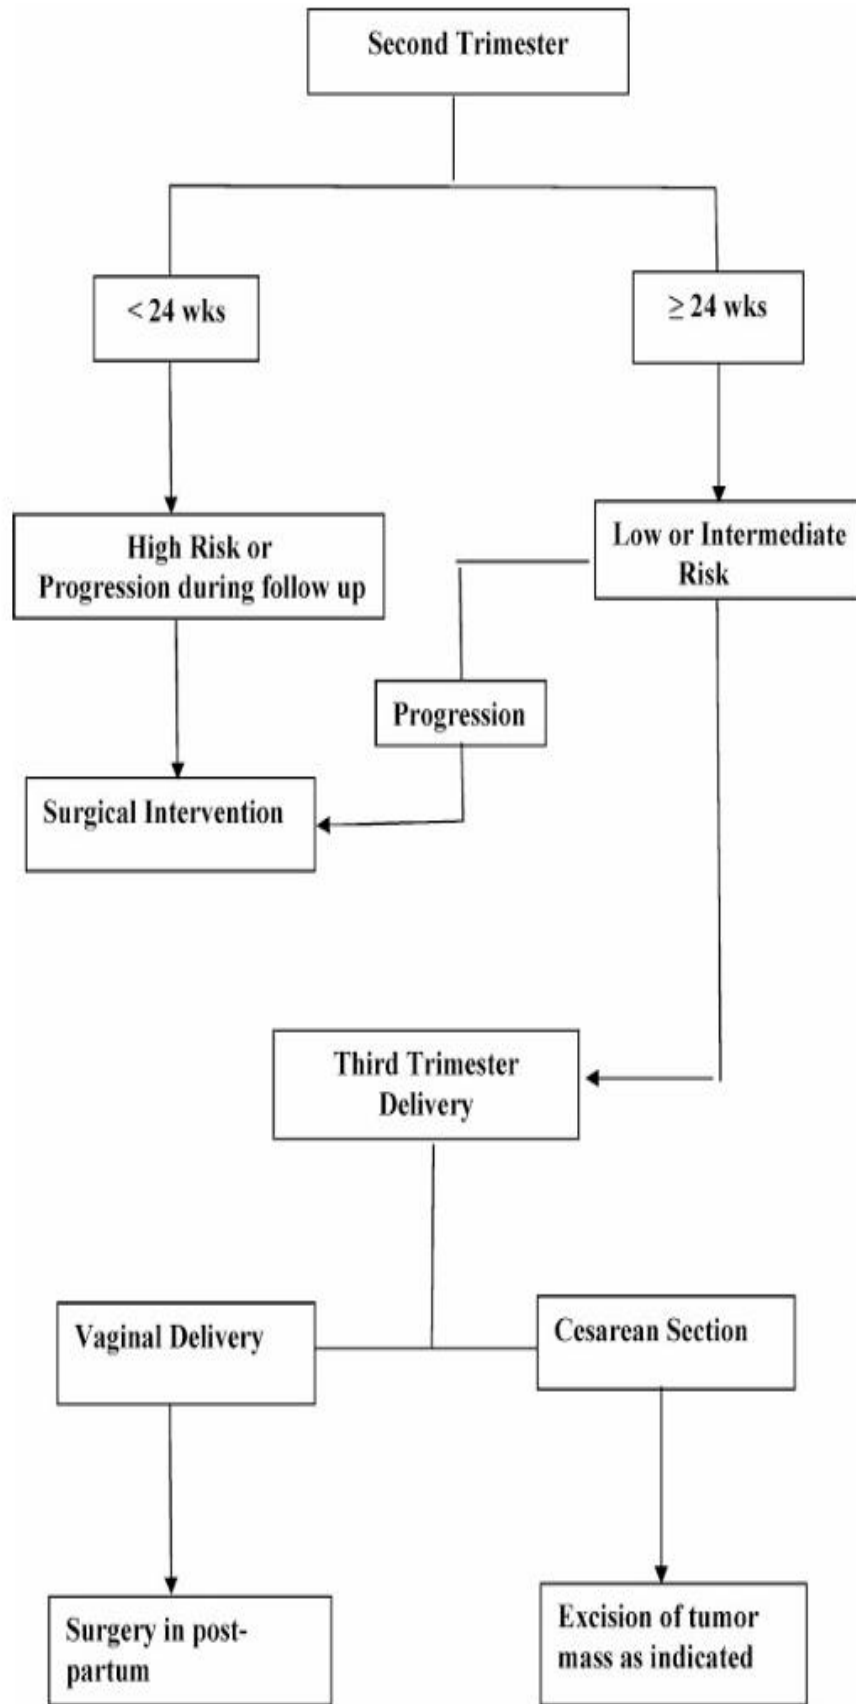 Second Trimester
< 24 wks
≥ 24 wks
High Risk or
Progression during follow up
Low or Intermediate
Risk
Progression
Surgical Intervention
Third Trimester
Delivery
Vaginal Delivery
Cesarean Section
Surgery in post-
partum
Excision of tumor
mass as indicated